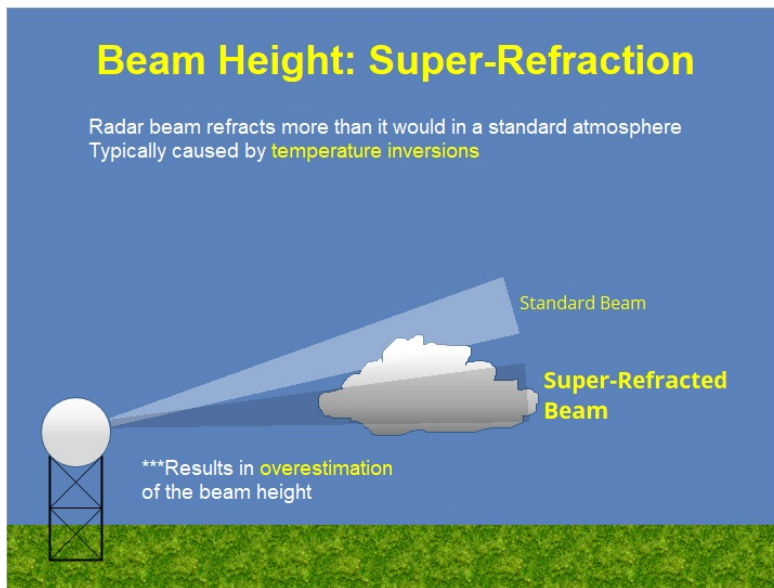 Beam Height: Super-Refraction
Radar beam refracts more than it would in a standard atmosphere
Typically caused by temperature inversions
Standard Beam
Super-Refracted
Beam
***Results in overestimation
of the beam height